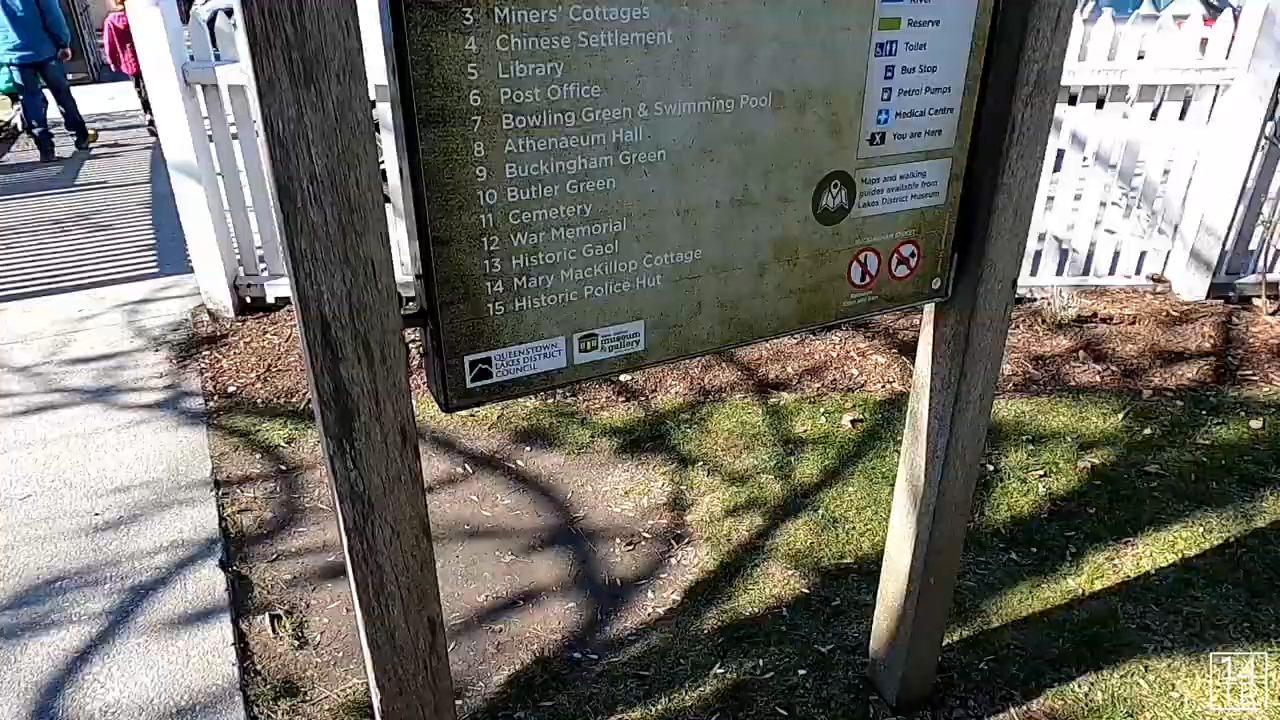 3 Miners' Cottages
4 Chinese Settlement
5 Library
6 Post Office
7 Bowling Green & Swimming Pool
8 Athenaeum Hall
9 Buckingham Green
10 Butler Green
11 Cemetery
12 War Memorial
13 Historic Gaol
14 Mary MacKillop Cottage
15 Historic Police Hut
River
Reserve
Toilet
Bus Stop
Petrol Pumps
Medical Centre
X You are Here
Maps and walking
guides available from
Lakes District Museum
QUEENSTOWN
LAKES DISTRICT
COUNCIL
museum
& gallery